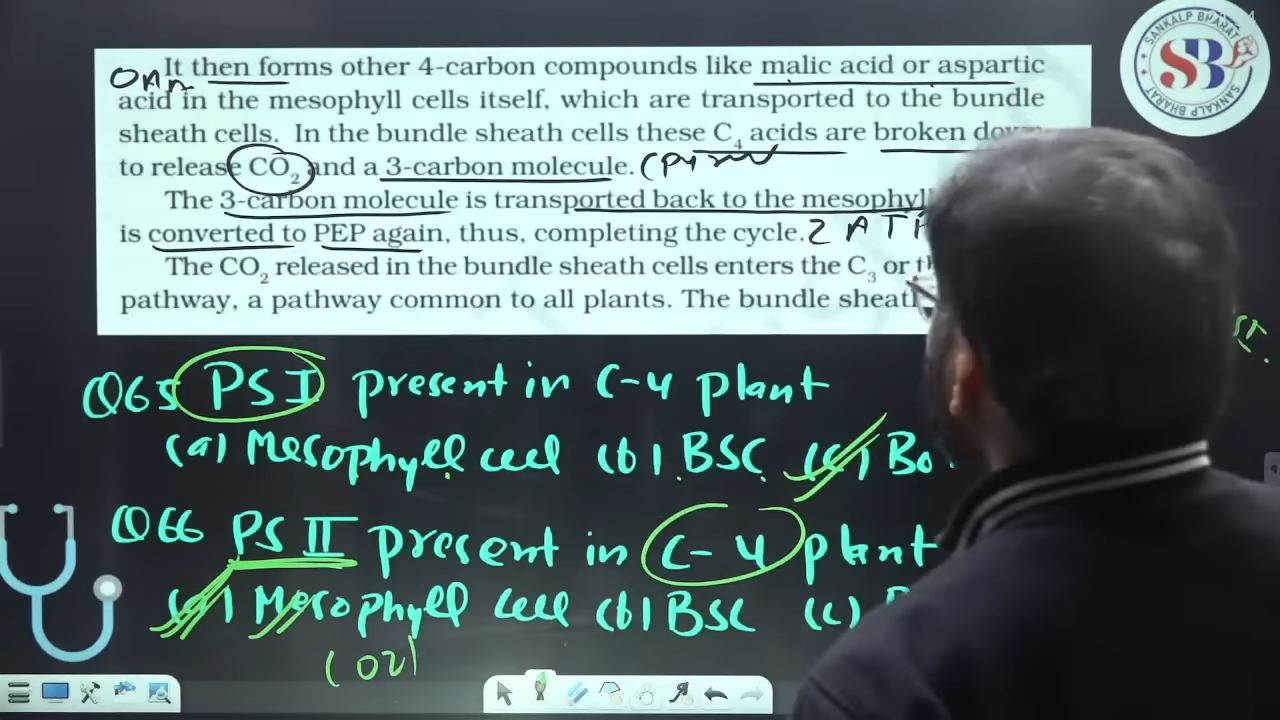 SANKALP BHARAT
SB
SANKALP BHARAT
OAA
It then forms other 4-carbon compounds like malic acid or aspartic
acid in the mesophyll cells itself, which are transported to the bundle
sheath cells. In the bundle sheath cells these C₄ acids are broken down
to release CO₂ and a 3-carbon molecule.
The 3-carbon molecule is transported back to the mesophyll
is converted to PEP again, thus, completing the cycle. 2 ATP
The CO₂ released in the bundle sheath cells enters the C₃ or
pathway, a pathway common to all plants. The bundle sheath
Q65 PS I present in C-4 plant
(a) Mesophyll cell (b) BSC (c) Bo
Q66 PS II present in C-4 plant
(a) Mesophyll cell (b) BSC (c)
(O2)